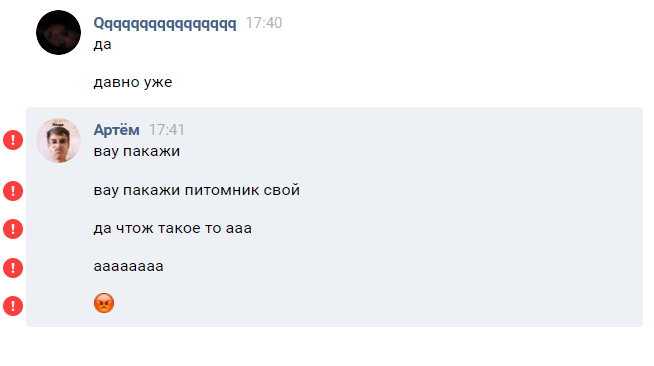 Qqqqqqqqqqqqqqqq 17:40
да
давно уже
Артём 17:41
вау пакажи
вау пакажи питомник свой
да чтож такое то ааа
аааааааа